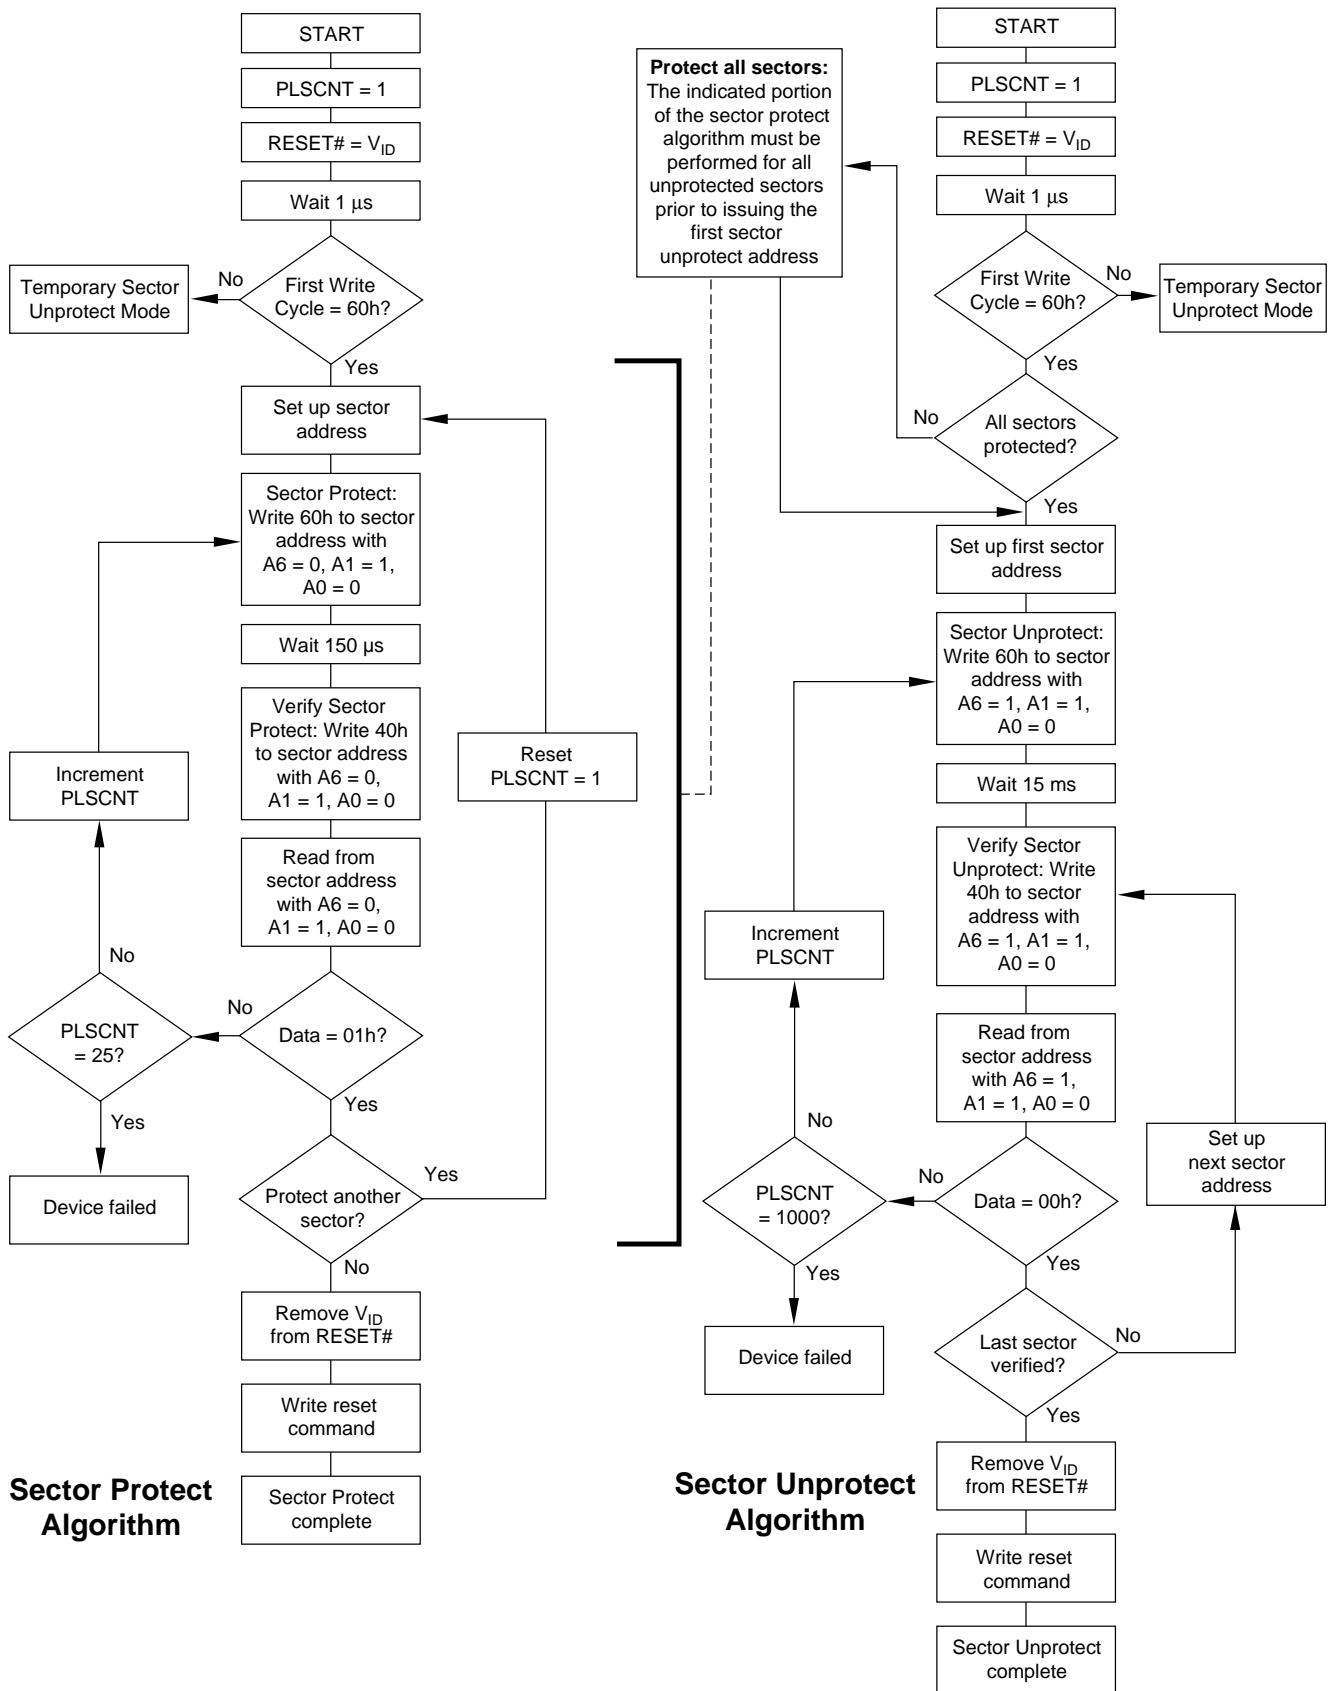 START
PLSCNT = 1
RESET# = VID
Wait 1 μs
First Write
Cycle = 60h?
No
Temporary Sector
Unprotect Mode
Yes
Set up sector
address
Sector Protect:
Write 60h to sector
address with
A6 = 0, A1 = 1,
A0 = 0
Wait 150 µs
Verify Sector
Protect: Write 40h
to sector address
with A6 = 0,
A1 = 1, A0 = 0
Reset
PLSCNT = 1
Increment
PLSCNT
Read from
sector address
with A6 = 0,
A1 = 1, A0 = 0
No
No
PLSCNT
= 25?
Data = 01h?
Yes
Yes
Device failed
Protect another
sector?
Yes
No
Remove VID
from RESET#
Write reset
command
Sector Protect
complete
Sector Protect
Algorithm
Protect all sectors:
The indicated portion
of the sector protect
algorithm must be
performed for all
unprotected sectors
prior to issuing the
first sector
unprotect address
START
PLSCNT = 1
RESET# = VID
Wait 1 μs
First Write
Cycle = 60h?
No
Temporary Sector
Unprotect Mode
Yes
No
All sectors
protected?
Yes
Set up first sector
address
Sector Unprotect:
Write 60h to sector
address with
A6 = 1, A1 = 1,
A0 = 0
Wait 15 ms
Verify Sector
Unprotect: Write
40h to sector
address with
A6 = 1, A1 = 1,
A0 = 0
Increment
PLSCNT
Read from
sector address
with A6 = 1,
A1 = 1, A0 = 0
No
Set up
next sector
address
No
PLSCNT
= 1000?
Data = 00h?
Yes
Yes
Device failed
Last sector
verified?
No
Yes
Remove VID
from RESET#
Write reset
command
Sector Unprotect
complete
Sector Unprotect
Algorithm